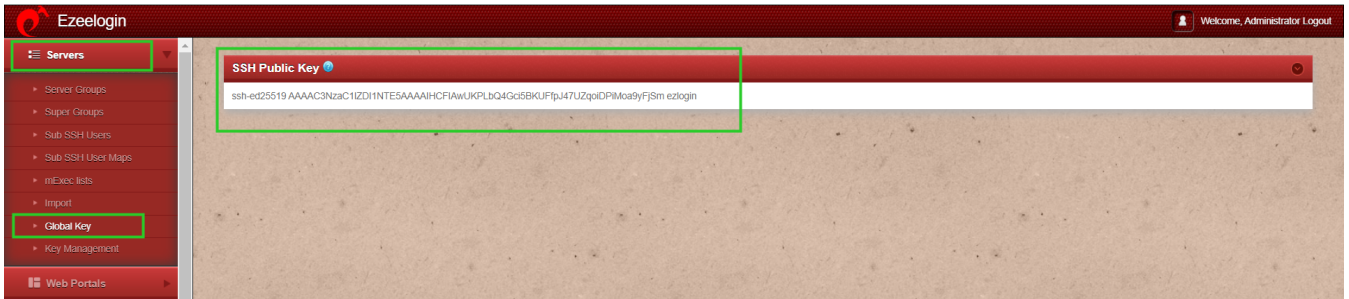 Ezeelogin
Welcome, Administrator Logout
Servers
Server Groups
Super Groups
Sub SSH Users
Sub SSH User Maps
mExec lists
Import
Global Key
Key Management
Web Portals
SSH Public Key
ssh-ed25519 AAAAC3NzaC1lZDI1NTE5AAAAIHCFIAwUKPLbQ4Gci5BKUFfpJ47UZqoiDPiMoa9yFjSm ezlogin